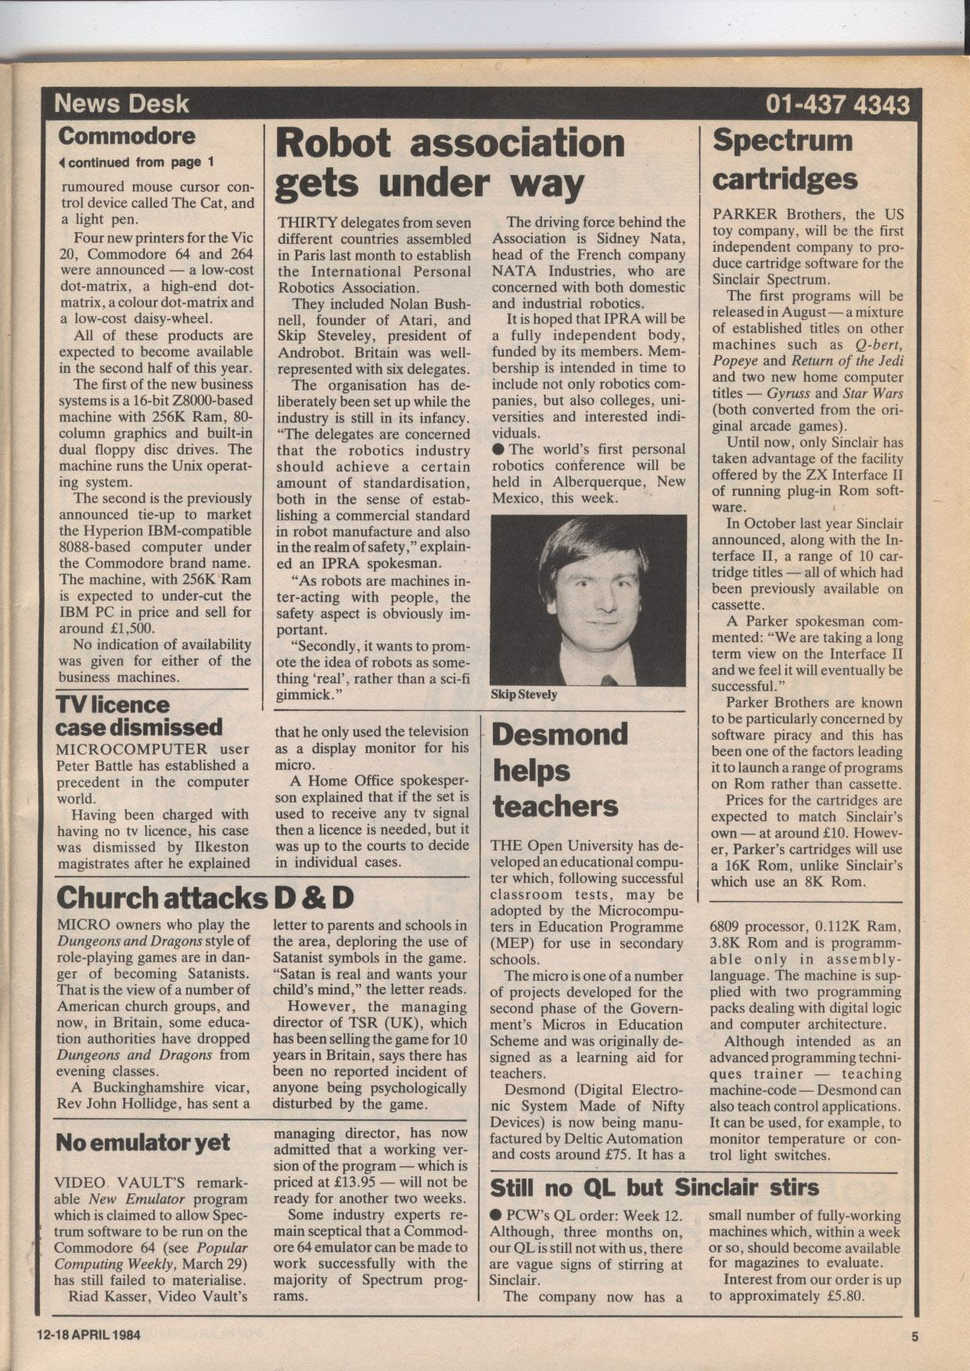 News Desk
01-437 4343
Commodore
continued from page 1
rumoured mouse cursor con-
trol device called The Cat, and
a light pen.
Four new printers for the Vic
20, Commodore 64 and 264
were announced — a low-cost
dot-matrix, a high-end dot-
matrix, a colour dot-matrix and
a low-cost daisy-wheel.
All of these products are
expected to become available
in the second half of this year.
The first of the new business
systems is a 16-bit Z8000-based
machine with 256K Ram, 80-
column graphics and built-in
dual floppy disc drives. The
machine runs the Unix operat-
ing system.
The second is the previously
announced tie-up to market
the Hyperion IBM-compatible
8088-based computer under
the Commodore brand name.
The machine, with 256K Ram
is expected to under-cut the
IBM PC in price and sell for
around £1,500.
No indication of availability
was given for either of the
business machines.
Robot association
gets under way
THIRTY delegates from seven
different countries assembled
in Paris last month to establish
the International Personal
Robotics Association.
They included Nolan Bush-
nell, founder of Atari, and
Skip Steveley, president of
Androbot. Britain was well-
represented with six delegates.
The organisation has de-
liberately been set up while the
industry is still in its infancy.
“The delegates are concerned
that the robotics industry
should achieve a certain
amount of standardisation,
both in the sense of estab-
lishing a commercial standard
in robot manufacture and also
in the realm of safety,” explain-
ed an IPRA spokesman.
“As robots are machines in-
ter-acting with people, the
safety aspect is obviously im-
portant.
“Secondly, it wants to prom-
ote the idea of robots as some-
thing ‘real’, rather than a sci-fi
gimmick.”
The driving force behind the
Association is Sidney Nata,
head of the French company
NATA Industries, who are
concerned with both domestic
and industrial robotics.
It is hoped that IPRA will be
a fully independent body,
funded by its members. Mem-
bership is intended in time to
include not only robotics com-
panies, but also colleges, uni-
versities and interested indi-
viduals.
● The world’s first personal
robotics conference will be
held in Alberquerque, New
Mexico, this week.
Skip Stevely
Spectrum
cartridges
PARKER Brothers, the US
toy company, will be the first
independent company to pro-
duce cartridge software for the
Sinclair Spectrum.
The first programs will be
released in August — a mixture
of established titles on other
machines such as Q-bert,
Popeye and Return of the Jedi
and two new home computer
titles — Gyruss and Star Wars
(both converted from the ori-
ginal arcade games).
Until now, only Sinclair has
taken advantage of the facility
offered by the ZX Interface II
of running plug-in Rom soft-
ware.
In October last year Sinclair
announced, along with the In-
terface II, a range of 10 car-
tridge titles — all of which had
been previously available on
cassette.
A Parker spokesman com-
mented: “We are taking a long
term view on the Interface II
and we feel it will eventually be
successful.”
Parker Brothers are known
to be particularly concerned by
software piracy and this has
been one of the factors leading
it to launch a range of programs
on Rom rather than cassette.
Prices for the cartridges are
expected to match Sinclair’s
own — at around £10. Howev-
er, Parker’s cartridges will use
a 16K Rom, unlike Sinclair’s
which use an 8K Rom.
TV licence
case dismissed
MICROCOMPUTER user
Peter Battle has established a
precedent in the computer
world.
Having been charged with
having no tv licence, his case
was dismissed by Ilkeston
magistrates after he explained
that he only used the television
as a display monitor for his
micro.
A Home Office spokesper-
son explained that if the set is
used to receive any tv signal
then a licence is needed, but it
was up to the courts to decide
in individual cases.
Church attacks D & D
MICRO owners who play the
Dungeons and Dragons style of
role-playing games are in dan-
ger of becoming Satanists.
That is the view of a number of
American church groups, and
now, in Britain, some educa-
tion authorities have dropped
Dungeons and Dragons from
evening classes.
A Buckinghamshire vicar,
Rev John Hollidge, has sent a
letter to parents and schools in
the area, deploring the use of
Satanist symbols in the game.
“Satan is real and wants your
child’s mind,” the letter reads.
However, the managing
director of TSR (UK), which
has been selling the game for 10
years in Britain, says there has
been no reported incident of
anyone being psychologically
disturbed by the game.
No emulator yet
VIDEO VAULT’S remark-
able New Emulator program
which is claimed to allow Spec-
trum software to be run on the
Commodore 64 (see Popular
Computing Weekly, March 29)
has still failed to materialise.
Riad Kasser, Video Vault’s
managing director, has now
admitted that a working ver-
sion of the program — which is
priced at £13.95 — will not be
ready for another two weeks.
Some industry experts re-
main sceptical that a Commod-
ore 64 emulator can be made to
work successfully with the
majority of Spectrum prog-
rams.
Desmond
helps
teachers
THE Open University has de-
veloped an educational compu-
ter which, following successful
classroom tests, may be
adopted by the Microcompu-
ters in Education Programme
(MEP) for use in secondary
schools.
The micro is one of a number
of projects developed for the
second phase of the Govern-
ment’s Micros in Education
Scheme and was originally de-
signed as a learning aid for
teachers.
Desmond (Digital Electro-
nic System Made of Nifty
Devices) is now being manu-
factured by Deltic Automation
and costs around £75. It has a
6809 processor, 0.112K Ram,
3.8K Rom and is programm-
able only in assembly-
language. The machine is sup-
plied with two programming
packs dealing with digital logic
and computer architecture.
Although intended as an
advanced programming techni-
ques trainer — teaching
machine-code — Desmond can
also teach control applications.
It can be used, for example, to
monitor temperature or con-
trol light switches.
Still no QL but Sinclair stirs
● PCW’s QL order: Week 12.
Although, three months on,
our QL is still not with us, there
are vague signs of stirring at
Sinclair.
The company now has a
small number of fully-working
machines which, within a week
or so, should become available
for magazines to evaluate.
Interest from our order is up
to approximately £5.80.
12-18 APRIL 1984
5